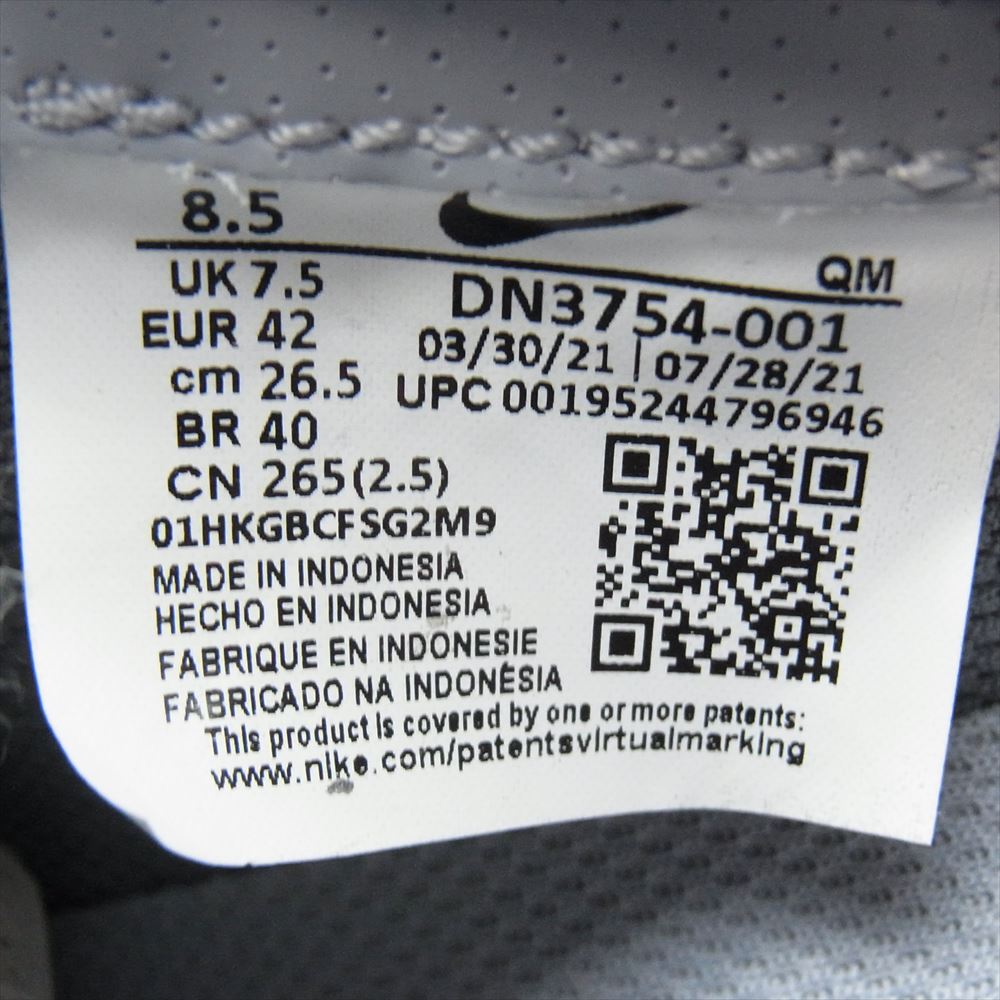 8.5
QM
UK 7.5
EUR 42
cm 26.5
BR 40
CN 265(2.5)
DN3754-001
03/30/21 | 07/28/21
UPC 00195244796946
01HKGBCFSG2M9
MADE IN INDONESIA
HECHO EN INDONESIA
FABRIQUE EN INDONESIE
FABRICADO NA INDONÉSIA
This product is covered by one or more patents:
www.nike.com/patentsvirtualmarking